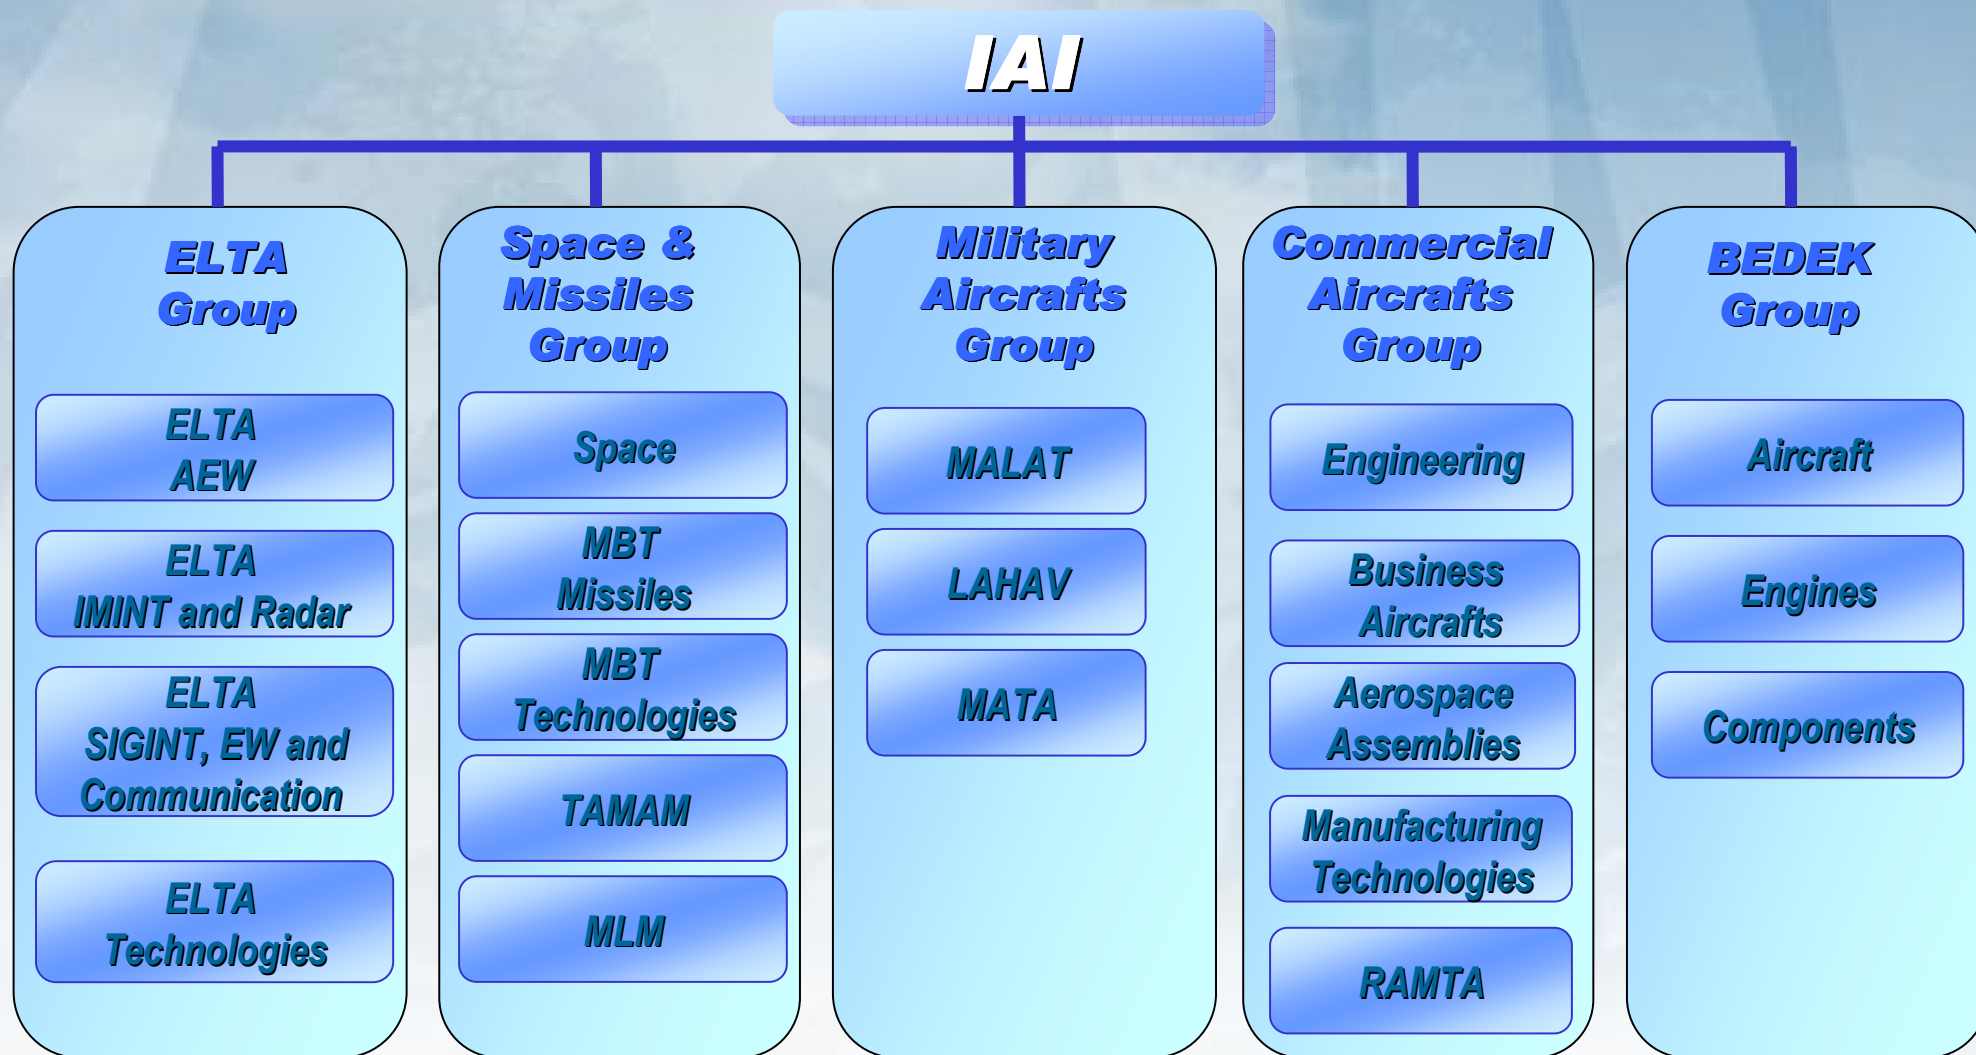 IAI
ELTA
Group
ELTA
AEW
ELTA
IMINT and Radar
ELTA
SIGINT, EW and
Communication
ELTA
Technologies
Space &
Missiles
Group
Space
MBT
Missiles
MBT
Technologies
TAMAM
MLM
Military
Aircrafts
Group
MALAT
LAHAV
MATA
Commercial
Aircrafts
Group
Engineering
Business
Aircrafts
Aerospace
Assemblies
Manufacturing
Technologies
RAMTA
BEDEK
Group
Aircraft
Engines
Components